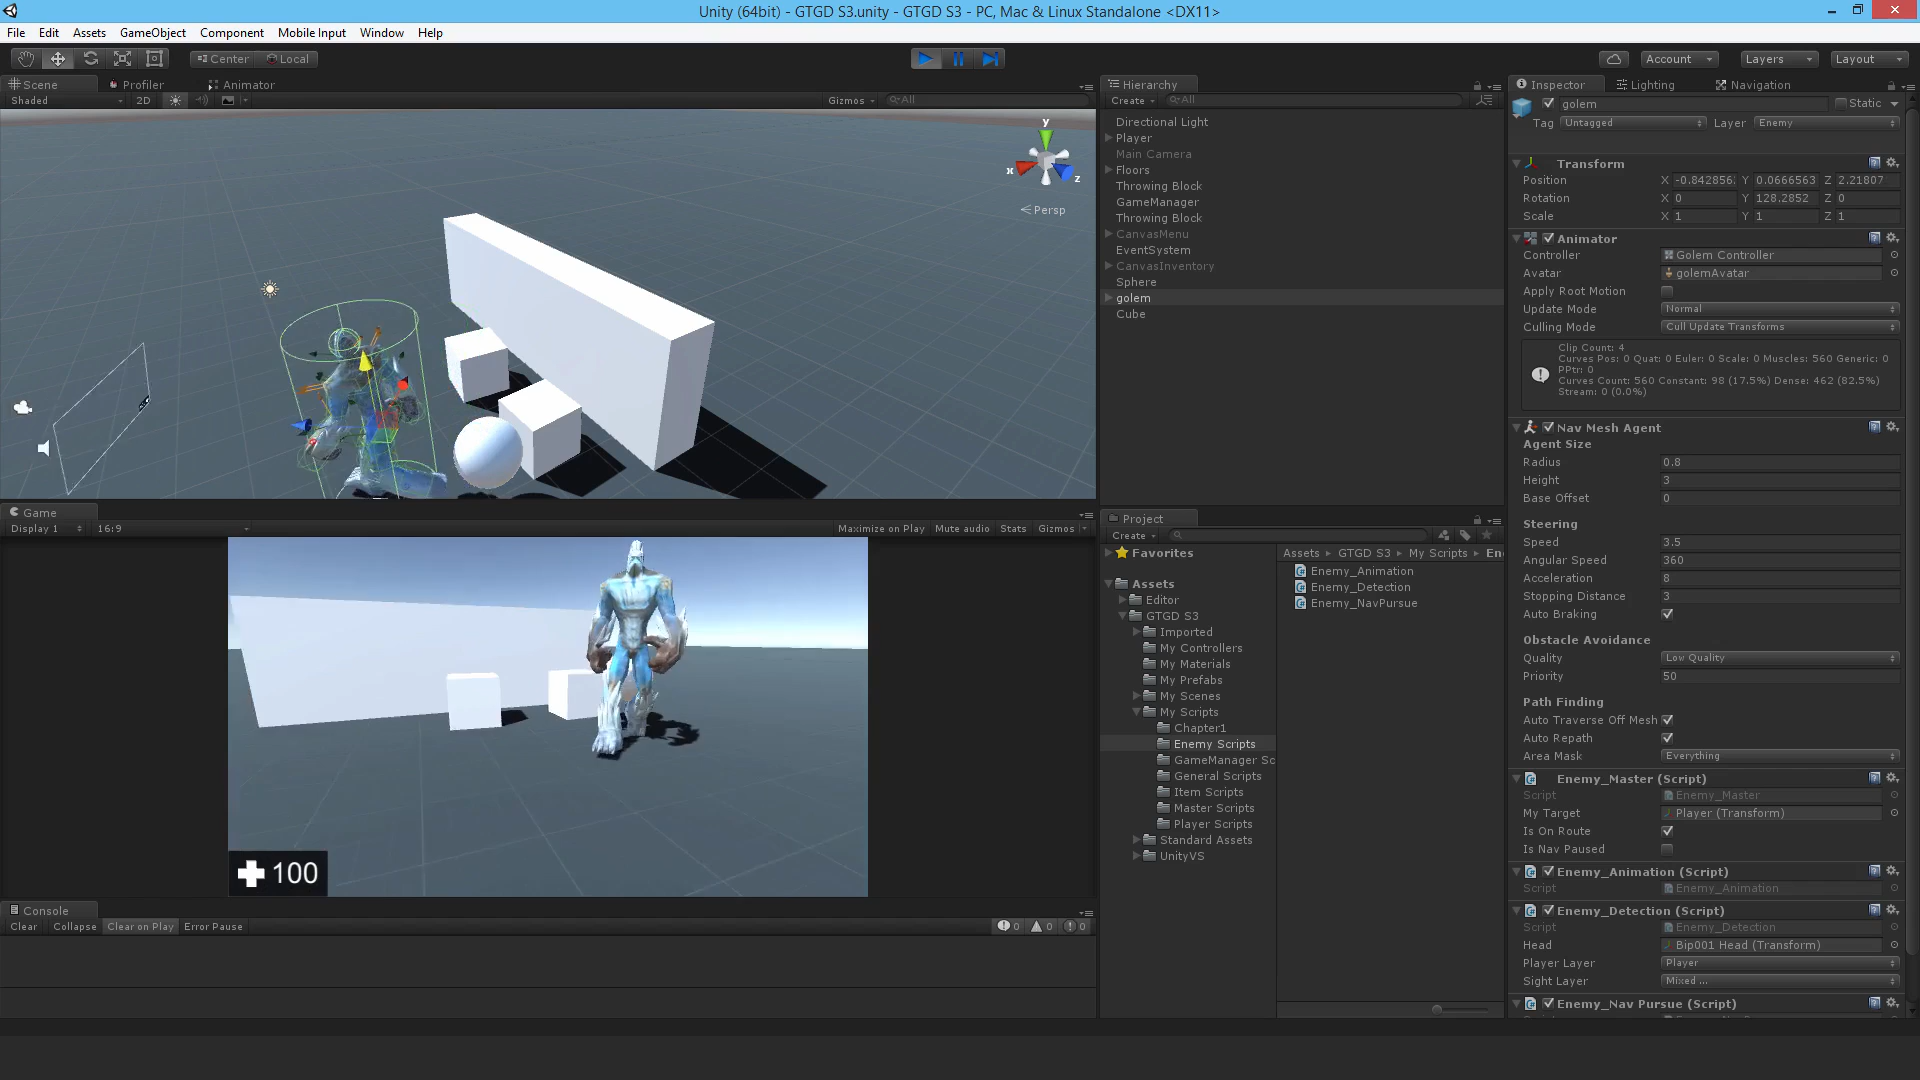 Unity (64bit) - GTGD S3.unity - GTGD S3 - PC, Mac & Linux Standalone <DX11>
File Edit Assets GameObject Component Mobile Input Window Help
Center Local
Account Layers Layout
Scene Profiler Animator
Shaded 2D Gizmos All
y
x
z
Persp
Game
Display 1 16:9 Maximize on Play Mute audio Stats Gizmos
100
Console
Clear Collapse Clear on Play Error Pause 0 0 0
Hierarchy
Create All
Directional Light
Player
Main Camera
Floors
Throwing Block
GameManager
Throwing Block
CanvasMenu
EventSystem
CanvasInventory
Sphere
golem
Cube
Project
Create
Favorites
Assets
Editor
GTGD S3
Imported
My Controllers
My Materials
My Prefabs
My Scenes
My Scripts
Chapter1
Enemy Scripts
GameManager Sc
General Scripts
Item Scripts
Master Scripts
Player Scripts
Standard Assets
UnityVS
Assets GTGD S3 My Scripts En
Enemy_Animation
Enemy_Detection
Enemy_NavPursue
Inspector Lighting Navigation
golem Static
Tag Untagged Layer Enemy
Transform
Position X -0.842856 Y 0.0666563 Z 2.21807
Rotation X 0 Y 128.2852 Z 0
Scale X 1 Y 1 Z 1
Animator
Controller Golem Controller
Avatar golemAvatar
Apply Root Motion
Update Mode Normal
Culling Mode Cull Update Transforms
Clip Count: 4
Curves Pos: 0 Quat: 0 Euler: 0 Scale: 0 Muscles: 560 Generic: 0
PPtr: 0
Curves Count: 560 Constant: 98 (17.5%) Dense: 462 (82.5%)
Stream: 0 (0.0%)
Nav Mesh Agent
Agent Size
Radius 0.8
Height 3
Base Offset 0
Steering
Speed 3.5
Angular Speed 360
Acceleration 8
Stopping Distance 3
Auto Braking
Obstacle Avoidance
Quality Low Quality
Priority 50
Path Finding
Auto Traverse Off Mesh
Auto Repath
Area Mask Everything
Enemy_Master (Script)
Script Enemy_Master
My Target Player (Transform)
Is On Route
Is Nav Paused
Enemy_Animation (Script)
Script Enemy_Animation
Enemy_Detection (Script)
Script Enemy_Detection
Head Bip001 Head (Transform)
Player Layer Player
Sight Layer Mixed ...
Enemy_Nav Pursue (Script)